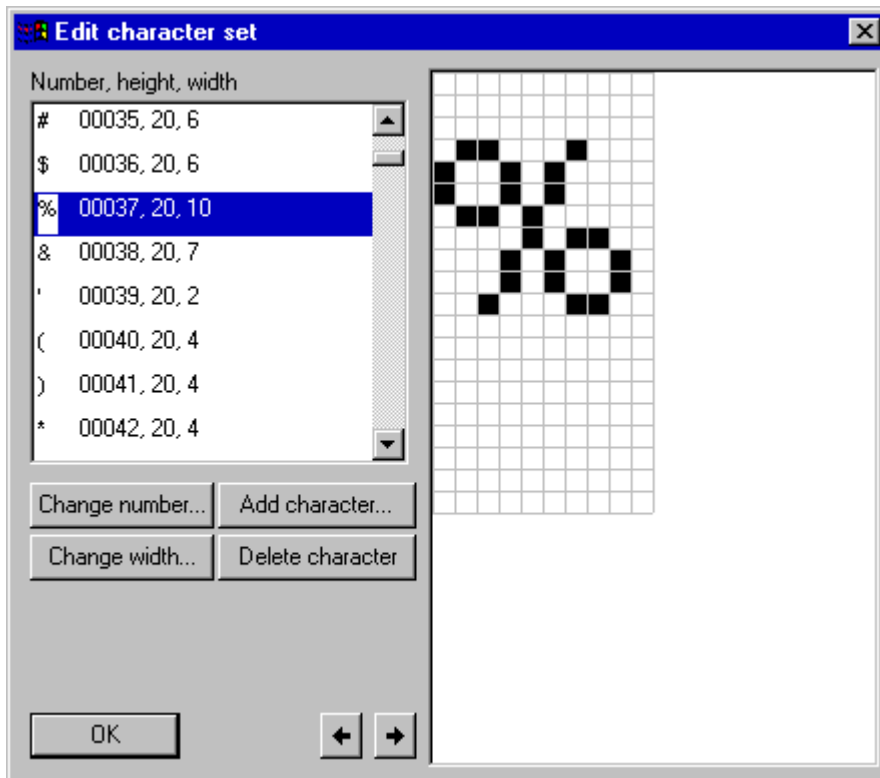 Edit character set
Number, height, width
# 00035, 20, 6
$ 00036, 20, 6
% 00037, 20, 10
& 00038, 20, 7
' 00039, 20, 2
( 00040, 20, 4
) 00041, 20, 4
* 00042, 20, 4
Change number... Add character...
Change width... Delete character
OK
%